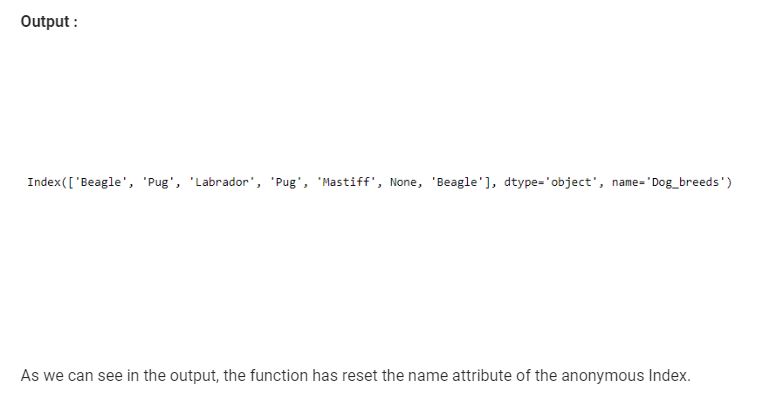 Output :
Index(['Beagle', 'Pug', 'Labrador', 'Pug', 'Mastiff', None, 'Beagle'], dtype='object', name='Dog_breeds')
As we can see in the output, the function has reset the name attribute of the anonymous Index.